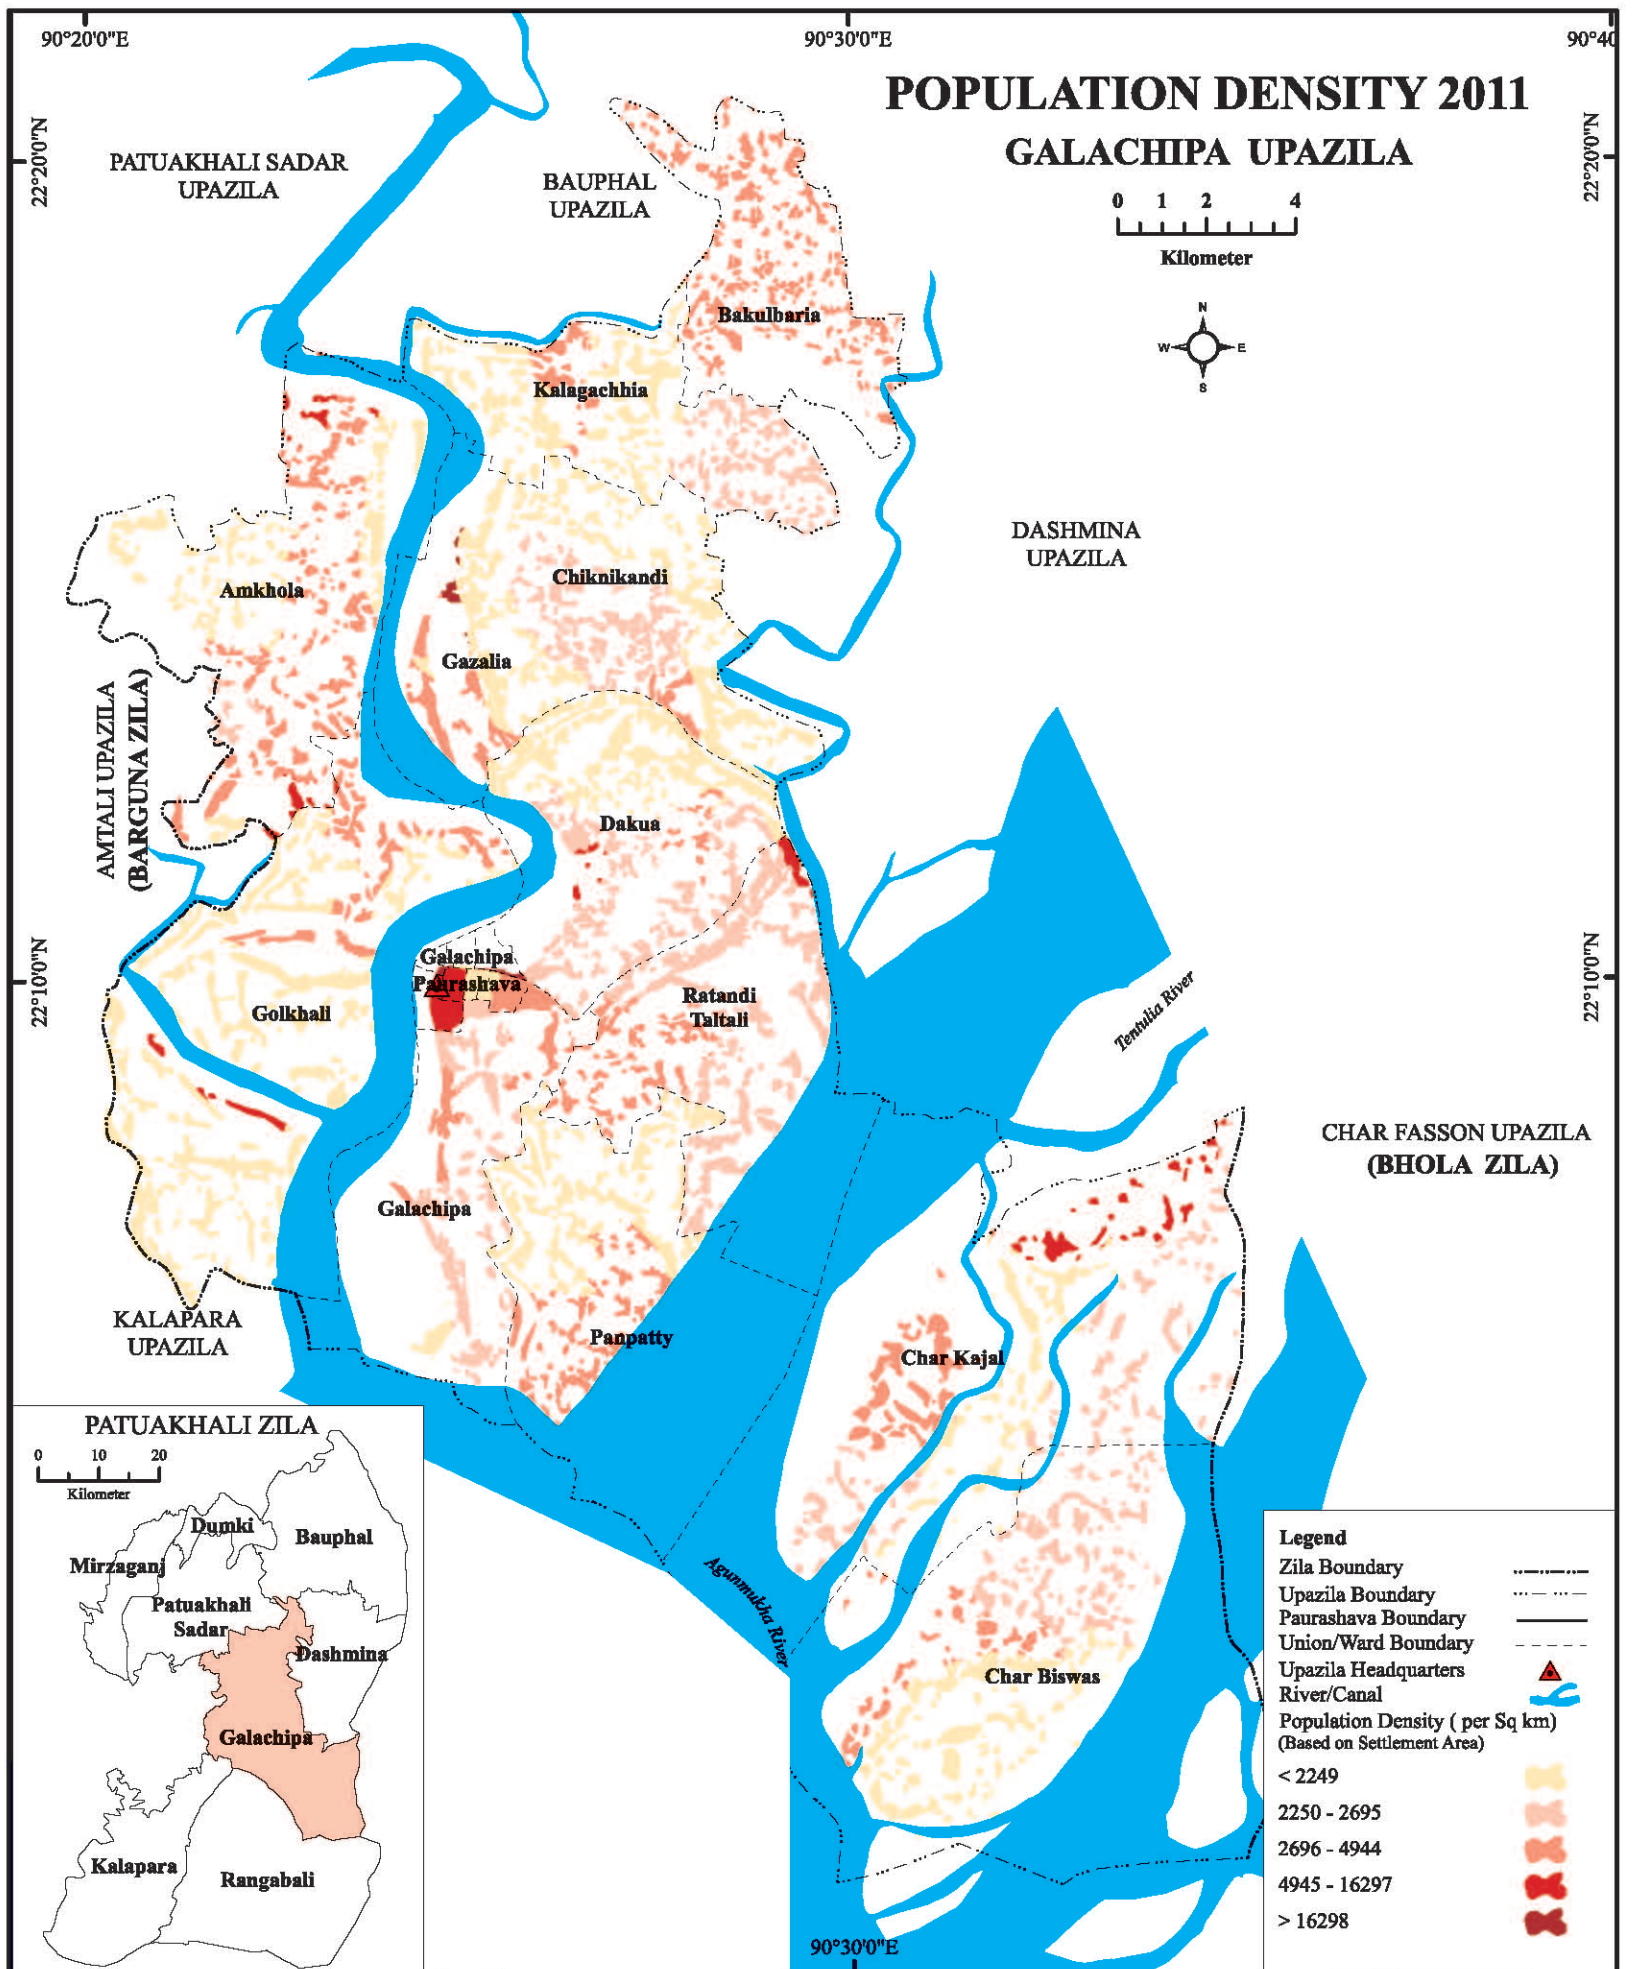 90°20'0"E
90°30'0"E
90°40
POPULATION DENSITY 2011
GALACHIPA UPAZILA
0 1 2 4
Kilometer
N
W E
S
22°20'0"N
22°20'0"N
PATUAKHALI SADAR
UPAZILA
BAUPHAL
UPAZILA
Bakulbaria
Kalagachhia
DASHMINA
UPAZILA
Chiknikandi
Amkhola
Gazalia
AMTALI UPAZILA
(BARGUNA ZILA)
Dakua
22°10'0"N
22°10'0"N
Galachipa
Paurashava
Ratandi
Taltali
Golkhali
Tentulia River
CHAR FASSON UPAZILA
(BHOLA ZILA)
Galachipa
KALAPARA
UPAZILA
Panpatty
Char Kajal
Agunmukha River
Char Biswas
90°30'0"E
PATUAKHALI ZILA
0 10 20
Kilometer
Dumki
Bauphal
Mirzaganj
Patuakhali
Sadar
Dashmina
Galachipa
Kalapara
Rangabali
Legend
Zila Boundary
Upazila Boundary
Paurashava Boundary
Union/Ward Boundary
Upazila Headquarters
River/Canal
Population Density ( per Sq km)
(Based on Settlement Area)
< 2249
2250 - 2695
2696 - 4944
4945 - 16297
> 16298